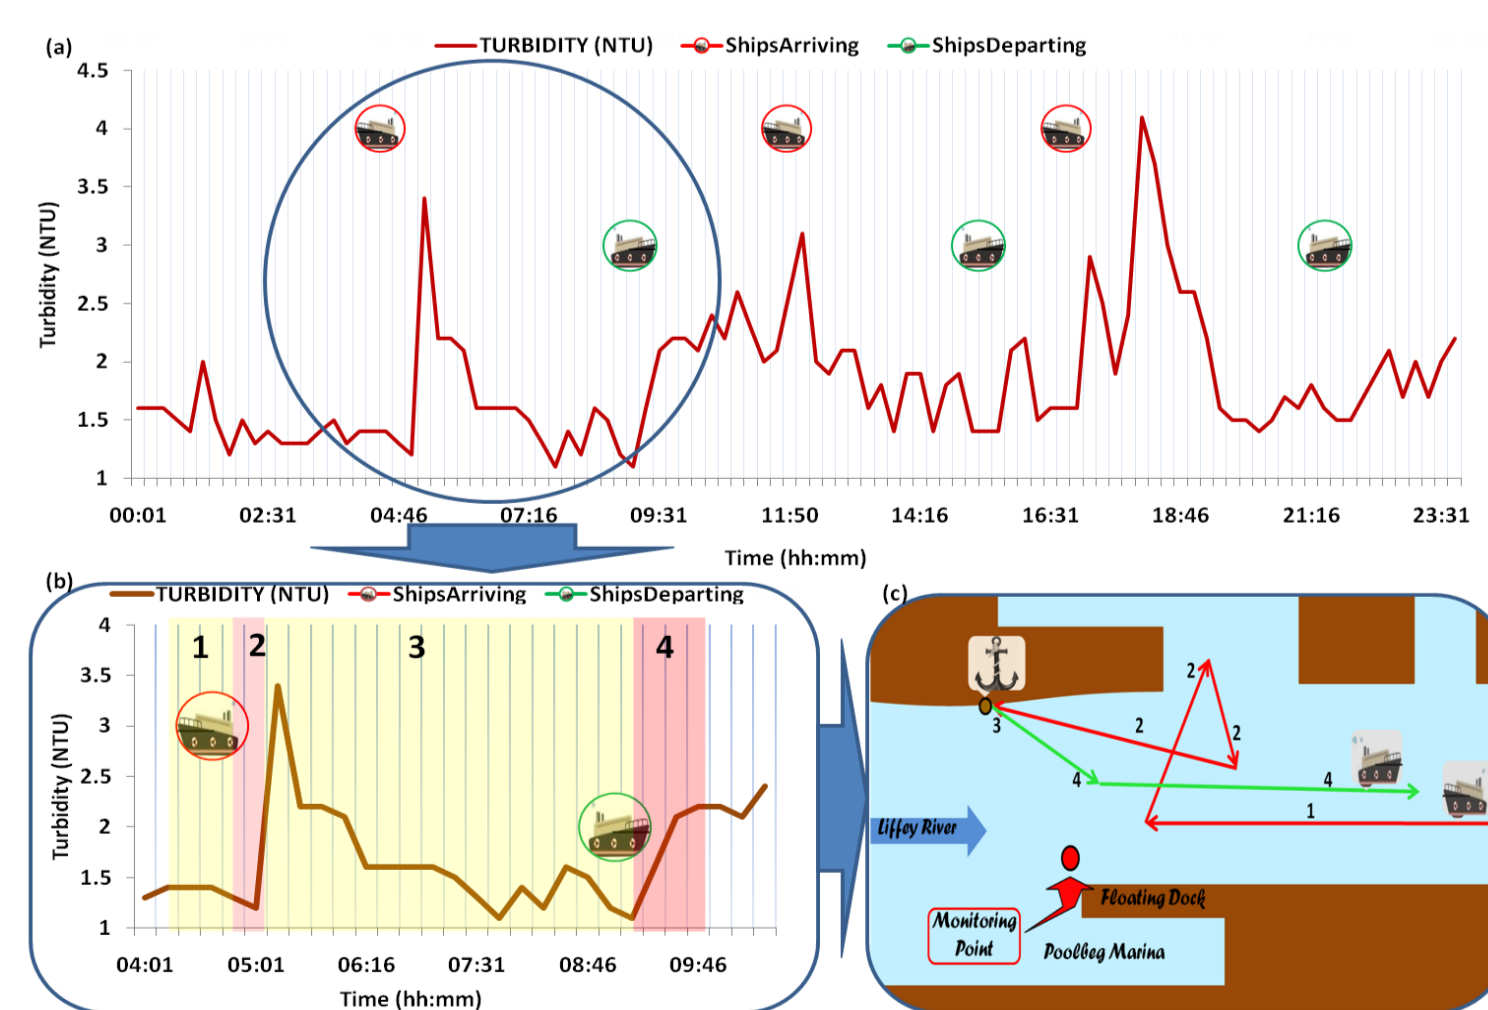 (a)
TURBIDITY (NTU) ShipsArriving ShipsDeparting
4.5
4
3.5
3
2.5
2
1.5
1
Turbidity (NTU)
00:01 02:31 04:46 07:16 09:31 11:50 14:16 16:31 18:46 21:16 23:31
Time (hh:mm)
(b)
TURBIDITY (NTU) ShipsArriving ShipsDeparting
4
3.5
3
2.5
2
1.5
1
Turbidity (NTU)
1 2 3 4
04:01 05:01 06:16 07:31 08:46 09:46
Time (hh:mm)
(c)
2
3
2
2
4
4
1
Liffey River
Floating Dock
Monitoring
Point
Poolbeg Marina